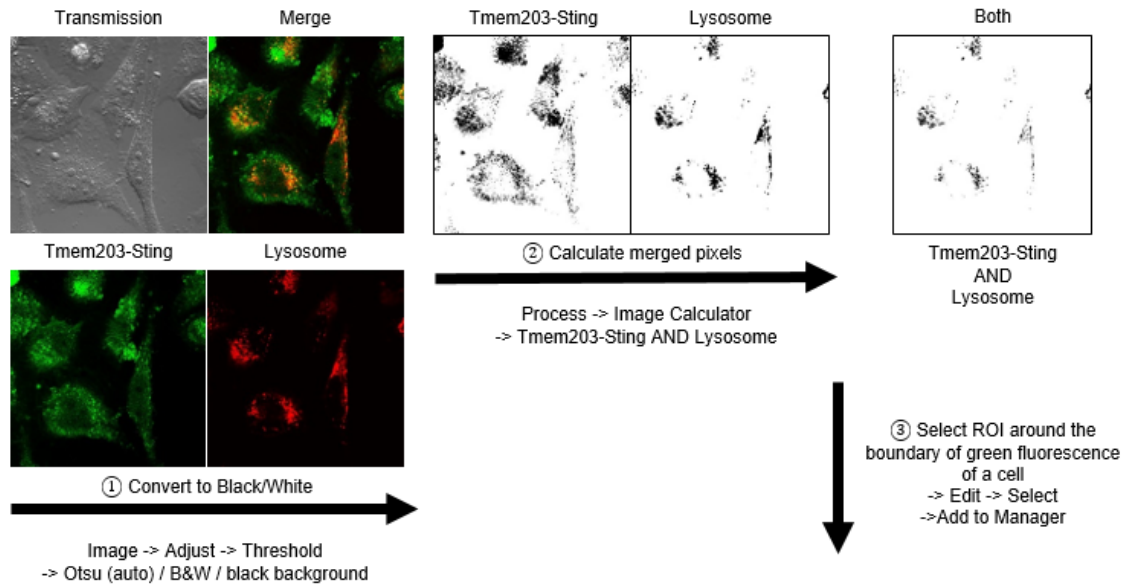 Transmission
Merge
Tmem203-Sting
Lysosome
Both
Tmem203-Sting
Lysosome
① Convert to Black/White
Image -> Adjust -> Threshold
-> Otsu (auto) / B&W / black background
② Calculate merged pixels
Process -> Image Calculator
-> Tmem203-Sting AND Lysosome
Tmem203-Sting
AND
Lysosome
③ Select ROI around the
boundary of green fluorescence
of a cell
-> Edit -> Select
->Add to Manager